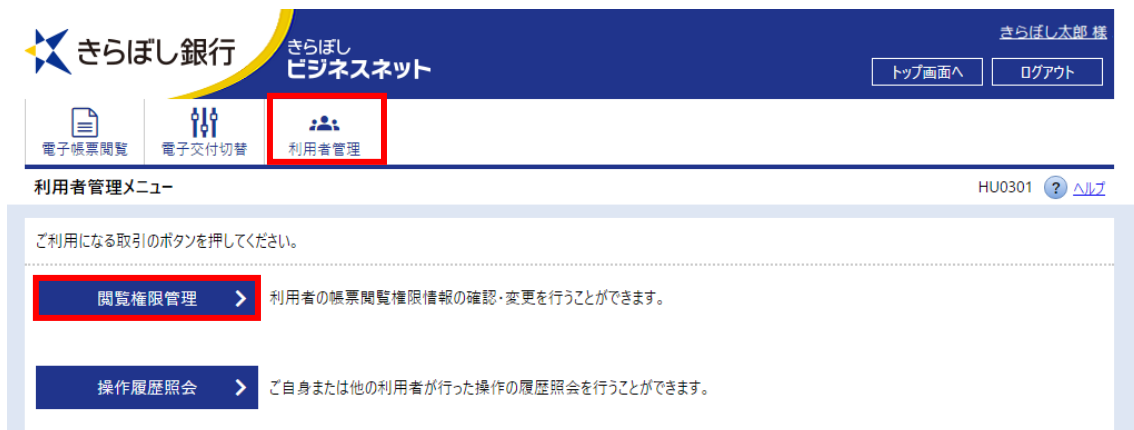 きらぼし銀行
きらぼし
ビジネスネット
きらぼし太郎 様
トップ画面へ
ログアウト
電子帳票閲覧
電子交付切替
利用者管理
利用者管理メニュー
HU0301 ? ヘルプ
ご利用になる取引のボタンを押してください。
閲覧権限管理
利用者の帳票閲覧権限情報の確認・変更を行うことができます。
操作履歴照会
ご自身または他の利用者が行った操作の履歴照会を行うことができます。